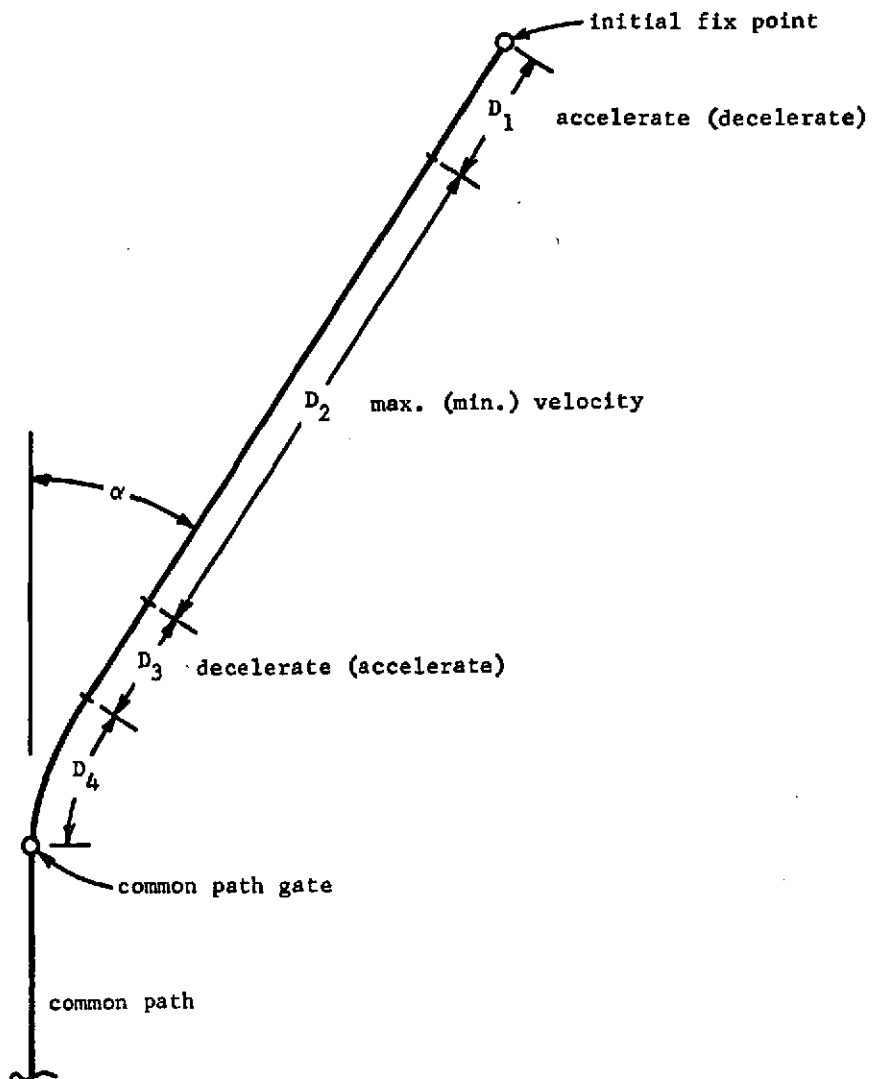 initial fix point
D1 accelerate (decelerate)
D2 max. (min.) velocity
α
D3 decelerate (accelerate)
D4
common path gate
common path